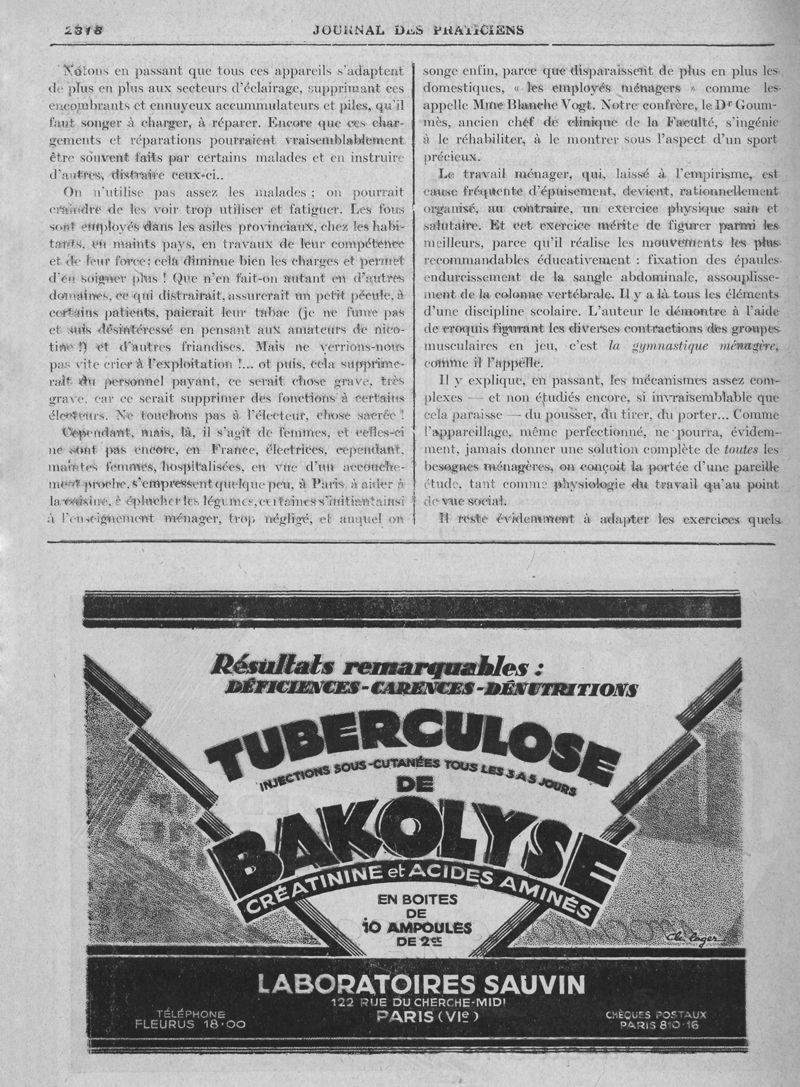 2318
JOURNAL DES PRATICIENS
Notons en passant que tous ces appareils s'adaptent
de plus en plus aux secteurs d'éclairage, supprimant ces
encombrants et ennuyeux accummulateurs et piles, qu'il
faut songer à charger, à réparer. Encore que ces char-
gements et réparations pourraient vraisemblablement
être souvent faits par certains malades et en instruire
d'autres, distraire ceux-ci..
On n'utilise pas assez les malades ; on pourrait
craindre de les voir trop utiliser et fatiguer. Les fous
sont employés dans les asiles provinciaux, chez les habi-
tants, en maints pays, en travaux de leur compétence
et de leur force; cela diminue bien les charges et permet
d'en soigner plus ! Que n'en fait-on autant en d'autres
domaines, ce qui distrairait, assurerait un petit pécule, à
certains patients, paierait leur tabac (je ne fume pas
et suis désintéressé en pensant aux amateurs de nico-
tine !) et d'autres friandises. Mais ne verrions-nous
pas vite crier à l'exploitation !... ot puis, cela supprime-
rait du personnel payant, ce serait chose grave, très
grave, car ce serait supprimer des fonctions à certains
électeurs. Ne touchons pas à l'électeur, chose sacrée !
Cependant, mais, là, il s'agit de femmes, et celles-ci
ne sont pas encore, en France, électrices, cependant,
maintes femmes, hospitalisées, en vue d'un accouche-
ment proche, s'empressent quelque peu, à Paris, à aider à
la cuisine, à éplucher les légumes, certaines s'initiant ainsi
à l'enseignement ménager, trop négligé, et auquel on
songe enfin, parce que disparaissent de plus en plus les
domestiques, « les employés ménagers » comme les
appelle Mme Blanche Vogt. Notre confrère, le Dr Goum-
mès, ancien chef de clinique de la Faculté, s'ingénie
à le réhabiliter, à le montrer sous l'aspect d'un sport
précieux.
Le travail ménager, qui, laissé à l'empirisme, est
cause fréquente d'épuisement, devient, rationnellement
organisé, au contraire, un exercice physique sain et
salutaire. Et cet exercice mérite de figurer parmi les
meilleurs, parce qu'il réalise les mouvements les plus
recommandables éducativement : fixation des épaules
endurcissement de la sangle abdominale, assouplisse-
ment de la colonne vertébrale. Il y a là tous les éléments
d'une discipline scolaire. L'auteur le démontre à l'aide
de croquis figurant les diverses contractions des groupes
musculaires en jeu, c'est la gymnastique ménagère,
comme il l'appelle.
Il y explique, en passant, les mécanismes assez com-
plexes — et non étudiés encore, si invraisemblable que
cela paraisse — du pousser, du tirer, du porter... Comme
l'appareillage, même perfectionné, ne pourra, évidem-
ment, jamais donner une solution complète de toutes les
besognes ménagères, on conçoit la portée d'une pareille
étude, tant comme physiologie du travail qu'au point
de vue social.
Il reste évidemment à adapter les exercices quels
Résultats remarquables :
DÉFICIENCES-CARENCES-DÉNUTRITIONS
TUBERCULOSE
INJECTIONS SOUS-CUTANÉES TOUS LES 3 A 5 JOURS
DE
BAKOLYSE
CRÉATININE et ACIDES AMINÉS
EN BOITES
DE
10 AMPOULES
DE 2cc
Ch. Lager
LABORATOIRES SAUVIN
122 RUE DU CHERCHE-MIDI
PARIS (VIe)
TÉLÉPHONE
FLEURUS 18·00
CHÈQUES POSTAUX
PARIS 810-16